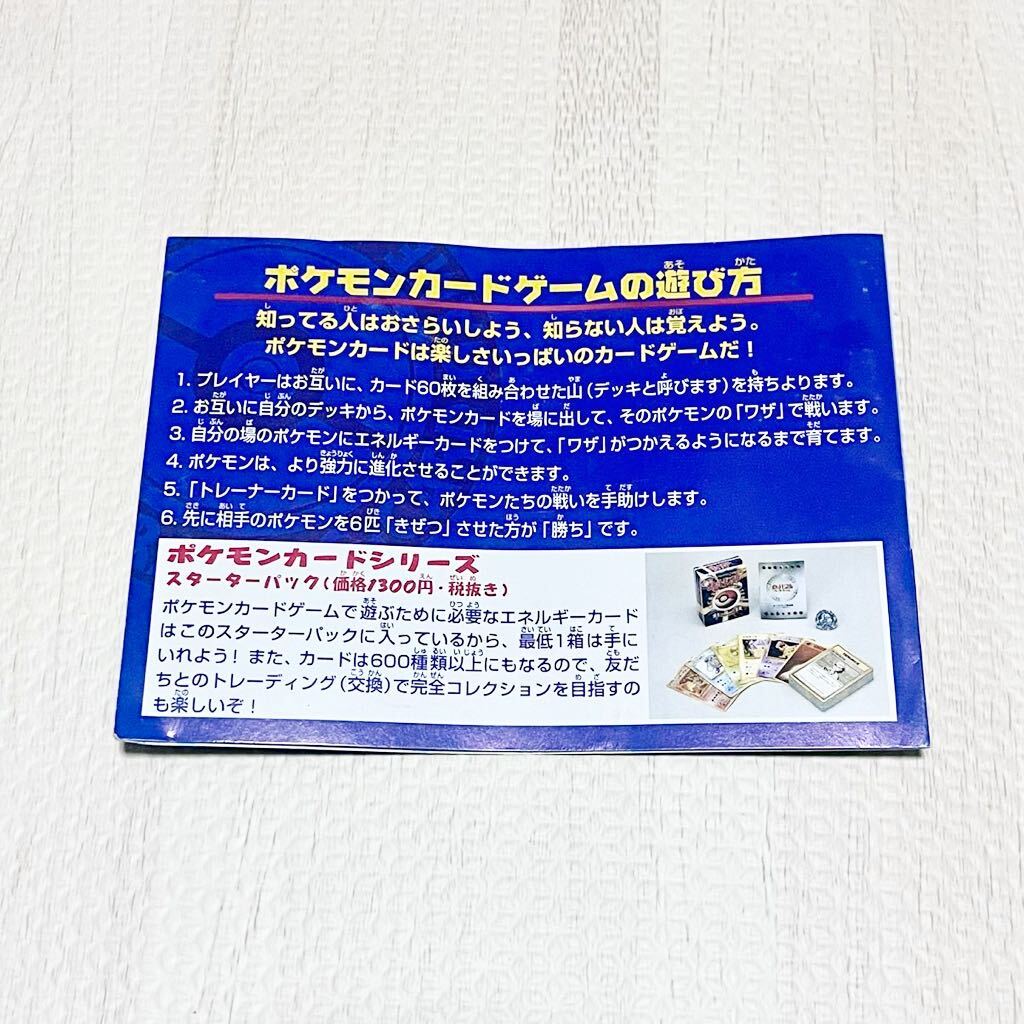 ポケモンカードゲームの遊び方
知ってる人はおさらいしよう、知らない人は覚えよう。
ポケモンカードは楽しさいっぱいのカードゲームだ！
1. プレイヤーはお互いに、カード60枚を組み合わせた山（デッキと呼びます）を持ちよります。
2. お互いに自分のデッキから、ポケモンカードを場に出して、そのポケモンの「ワザ」で戦います。
3. 自分の場のポケモンにエネルギーカードをつけて、「ワザ」がつかえるようになるまで育てます。
4. ポケモンは、より強力に進化させることができます。
5. 「トレーナーカード」をつかって、ポケモンたちの戦いを手助けします。
6. 先に相手のポケモンを6匹「きぜつ」させた方が「勝ち」です。
ポケモンカードシリーズ
スターターパック（価格1300円・税抜き）
ポケモンカードゲームで遊ぶために必要なエネルギーカード
はこのスターターパックに入っているから、最低1箱は手に
いれよう！また、カードは600種類以上にもなるので、友だ
ちとのトレーディング（交換）で完全コレクションを目指すの
も楽しいぞ！